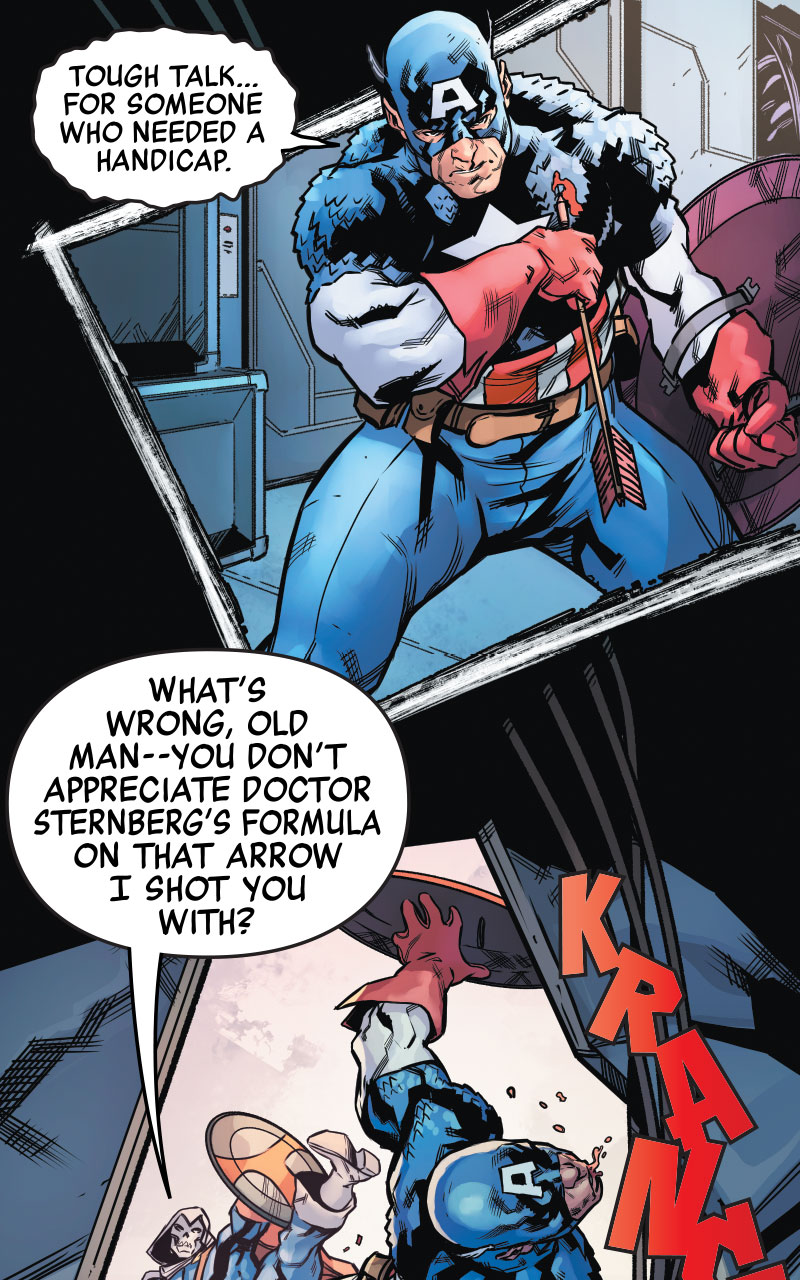 TOUGH TALK...
FOR SOMEONE
WHO NEEDED A
HANDICAP.
A
WHAT'S
WRONG, OLD
MAN--YOU DON'T
APPRECIATE DOCTOR
STERNBERG'S FORMULA
ON THAT ARROW
I SHOT YOU
WITH?
KRANG
A